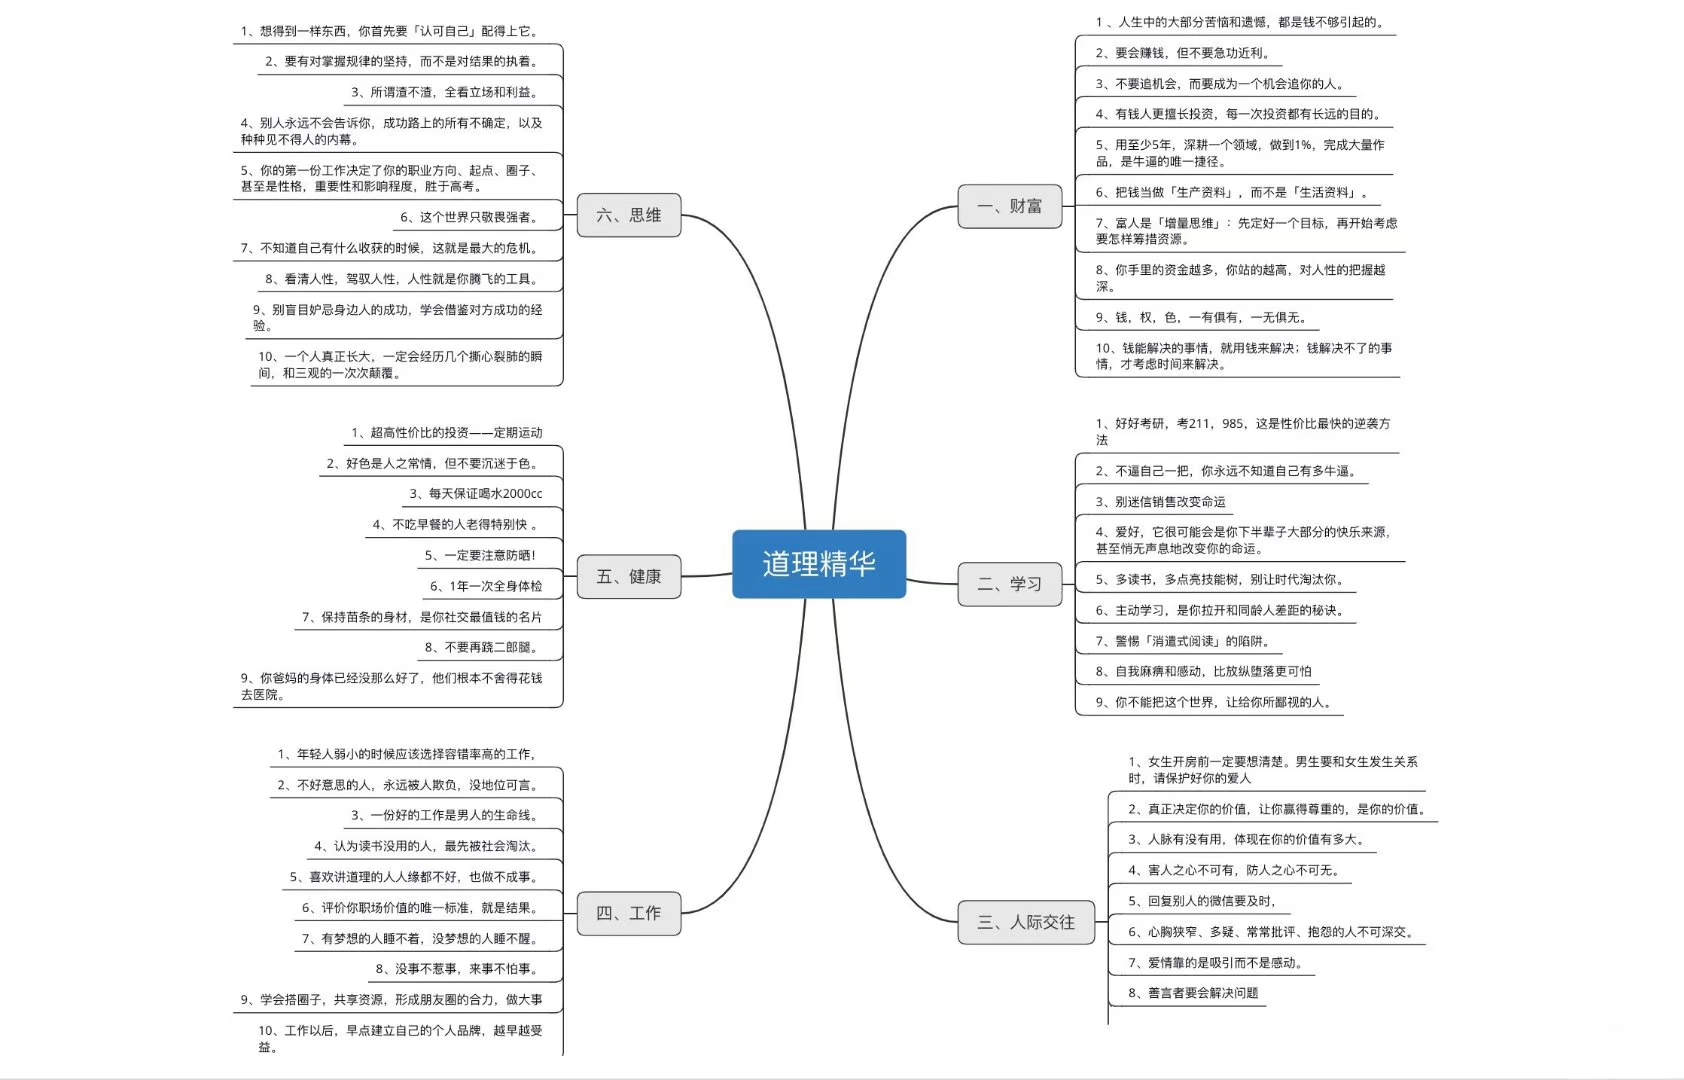 道理精华
一、财富
1 、人生中的大部分苦恼和遗憾，都是钱不够引起的。
2、要会赚钱，但不要急功近利。
3、不要追机会，而要成为一个机会追你的人。
4、有钱人更擅长投资，每一次投资都有长远的目的。
5、用至少5年，深耕一个领域，做到1%，完成大量作
品，是牛逼的唯一捷径。
6、把钱当做「生产资料」，而不是「生活资料」。
7、富人是「增量思维」：先定好一个目标，再开始考虑
要怎样筹措资源。
8、你手里的资金越多，你站的越高，对人性的把握越
深。
9、钱，权，色，一有俱有，一无俱无。
10、钱能解决的事情，就用钱来解决；钱解决不了的事
情，才考虑时间来解决。
二、学习
1、好好考研，考211，985，这是性价比最快的逆袭方
法
2、不逼自己一把，你永远不知道自己有多牛逼。
3、别迷信销售改变命运
4、爱好，它很可能会是你下半辈子大部分的快乐来源，
甚至悄无声息地改变你的命运。
5、多读书，多点亮技能树，别让时代淘汰你。
6、主动学习，是你拉开和同龄人差距的秘诀。
7、警惕「消遣式阅读」的陷阱。
8、自我麻痹和感动，比放纵堕落更可怕
9、你不能把这个世界，让给你所鄙视的人。
三、人际交往
1、女生开房前一定要想清楚。男生要和女生发生关系
时，请保护好你的爱人
2、真正决定你的价值，让你赢得尊重的，是你的价值。
3、人脉有没有用，体现在你的价值有多大。
4、害人之心不可有，防人之心不可无。
5、回复别人的微信要及时，
6、心胸狭窄、多疑、常常批评、抱怨的人不可深交。
7、爱情靠的是吸引而不是感动。
8、善言者要会解决问题
四、工作
1、年轻人弱小的时候应该选择容错率高的工作，
2、不好意思的人，永远被人欺负，没地位可言。
3、一份好的工作是男人的生命线。
4、认为读书没用的人，最先被社会淘汰。
5、喜欢讲道理的人人缘都不好，也做不成事。
6、评价你职场价值的唯一标准，就是结果。
7、有梦想的人睡不着，没梦想的人睡不醒。
8、没事不惹事，来事不怕事。
9、学会搭圈子，共享资源，形成朋友圈的合力，做大事
10、工作以后，早点建立自己的个人品牌，越早越受
益。
五、健康
1、超高性价比的投资——定期运动
2、好色是人之常情，但不要沉迷于色。
3、每天保证喝水2000cc
4、不吃早餐的人老得特别快 。
5、一定要注意防晒！
6、1年一次全身体检
7、保持苗条的身材，是你社交最值钱的名片
8、不要再跷二郎腿。
9、你爸妈的身体已经没那么好了，他们根本不舍得花钱
去医院。
六、思维
1、想得到一样东西，你首先要「认可自己」配得上它。
2、要有对掌握规律的坚持，而不是对结果的执着。
3、所谓渣不渣，全看立场和利益。
4、别人永远不会告诉你，成功路上的所有不确定，以及
种种见不得人的内幕。
5、你的第一份工作决定了你的职业方向、起点、圈子、
甚至是性格，重要性和影响程度，胜于高考。
6、这个世界只敬畏强者。
7、不知道自己有什么收获的时候，这就是最大的危机。
8、看清人性，驾驭人性，人性就是你腾飞的工具。
9、别盲目妒忌身边人的成功，学会借鉴对方成功的经
验。
10、一个人真正长大，一定会经历几个撕心裂肺的瞬
间，和三观的一次次颠覆。